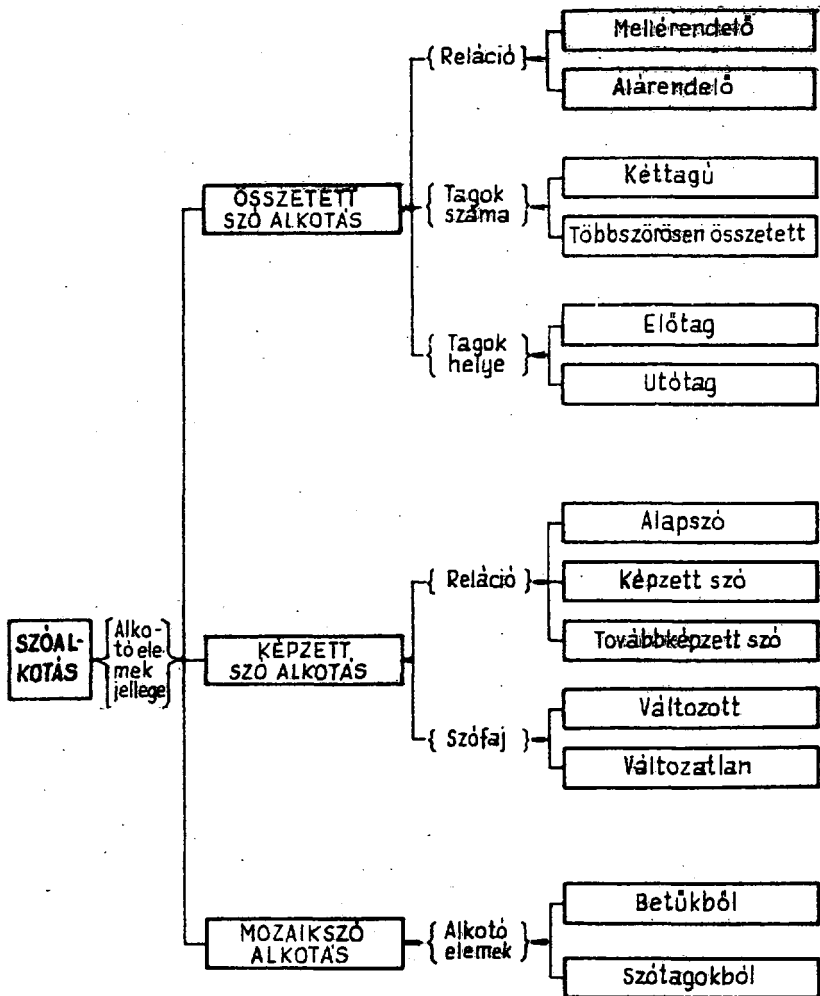 Mellérendelő
{ Reláció }
Alárendelő
ÖSSZETETT
SZÓ ALKOTÁS
{ Tagok
száma }
Kéttagú
Többszörösen összetett
{ Tagok
helye }
Előtag
Utótag
SZÓAL-
KOTÁS
{ Alko-
tó ele-
mek
jellege }
KÉPZETT
SZÓ ALKOTÁS
{ Reláció }
Alapszó
Képzett szó
Továbbképzett szó
{ Szófaj }
Változott
Változatlan
MOZAIKSZÓ
ALKOTÁS
{ Alkotó
elemek }
Betűkből
Szótagokból